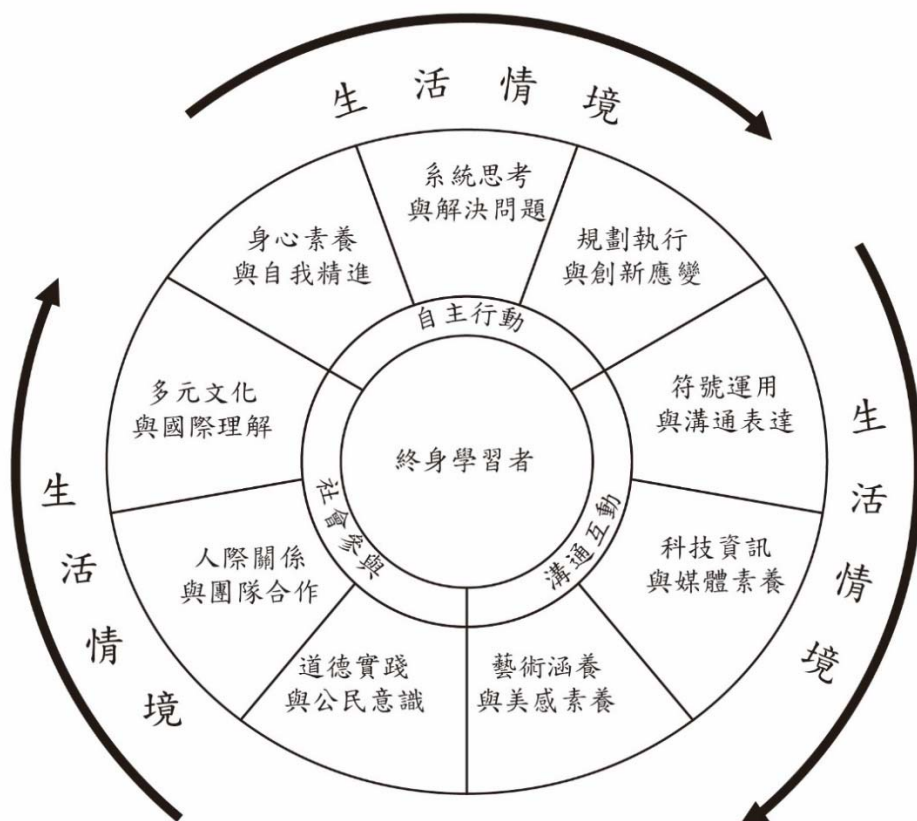 生活情境
系統思考
與解決問題
身心素養
與自我精進
規劃執行
與創新應變
自主行動
多元文化
與國際理解
符號運用
與溝通表達
終身學習者
生活情境
生活情境
社會參與
溝通互動
人際關係
與團隊合作
科技資訊
與媒體素養
道德實踐
與公民意識
藝術涵養
與美感素養